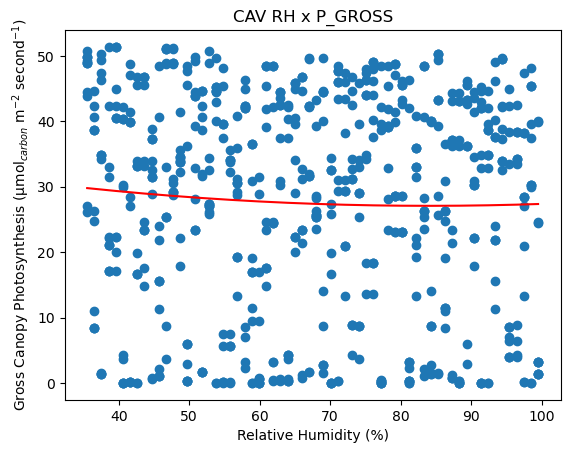 CAV RH x P_GROSS
Gross Canopy Photosynthesis (μmol_carbon m⁻² second⁻¹)
50
40
30
20
10
0
40 50 60 70 80 90 100
Relative Humidity (%)